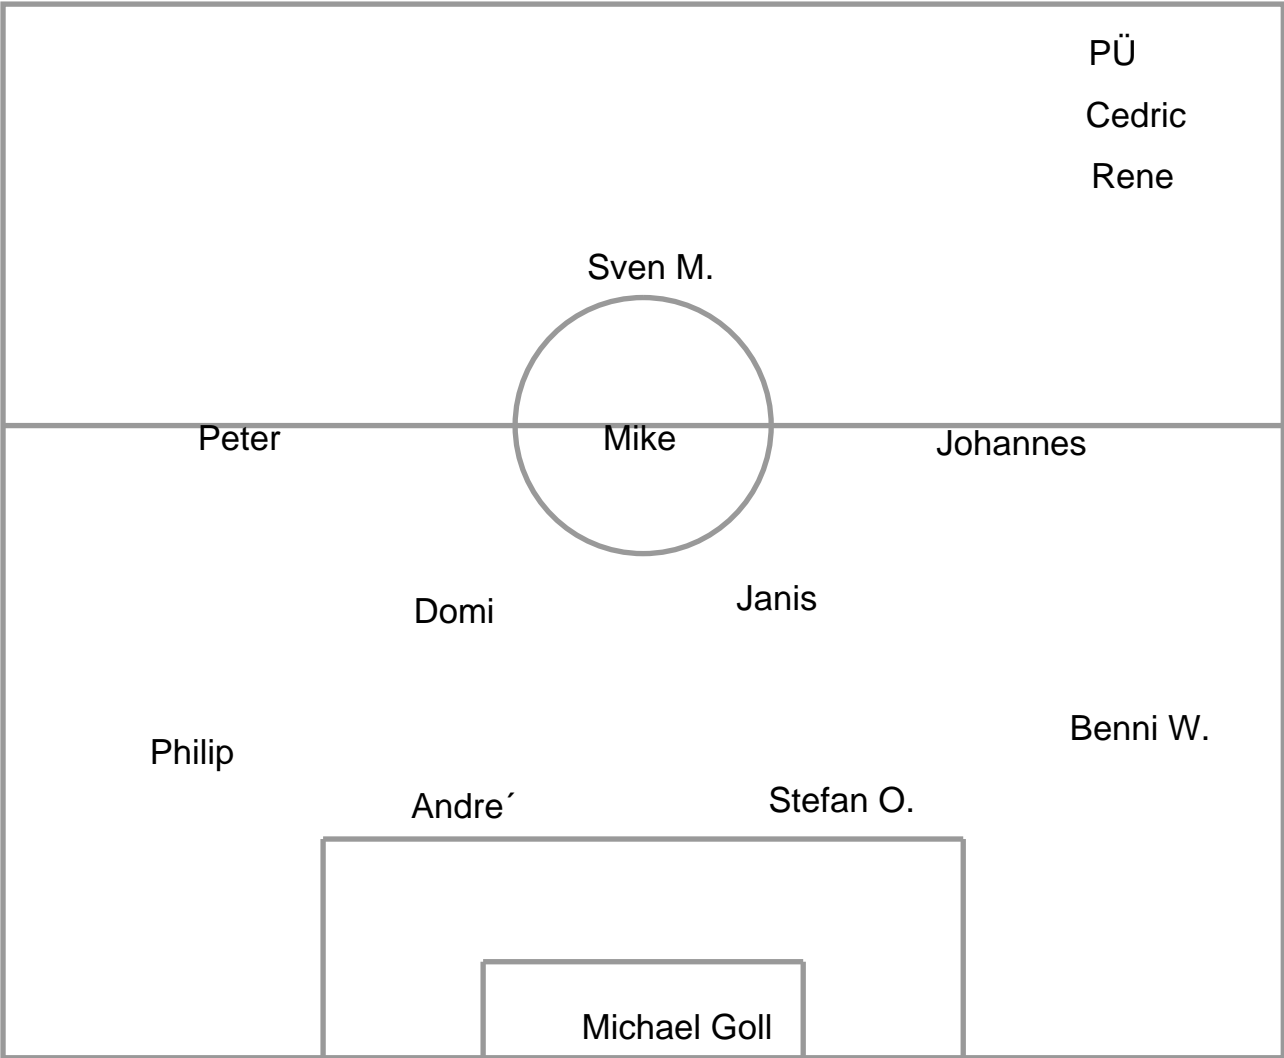 PÜ
Cedric
Rene
Sven M.
Peter Mike Johannes
Domi Janis
Philip Benni W.
Andre´ Stefan O.
Michael Goll